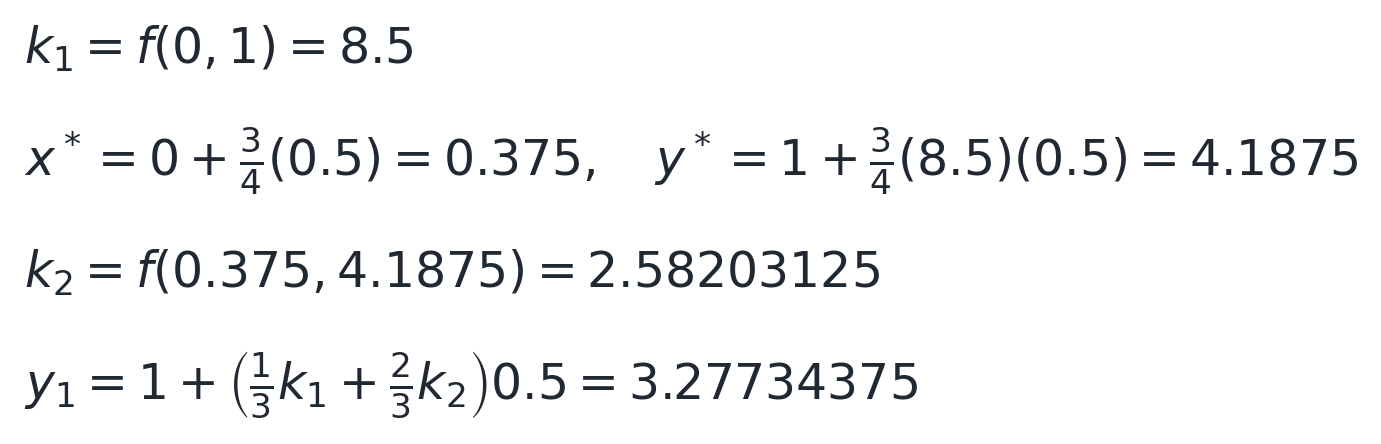 k₁ = f(0, 1) = 8.5
x* = 0 + 3/4(0.5) = 0.375, y* = 1 + 3/4(8.5)(0.5) = 4.1875
k₂ = f(0.375, 4.1875) = 2.58203125
y₁ = 1 + (1/3k₁ + 2/3k₂)0.5 = 3.27734375